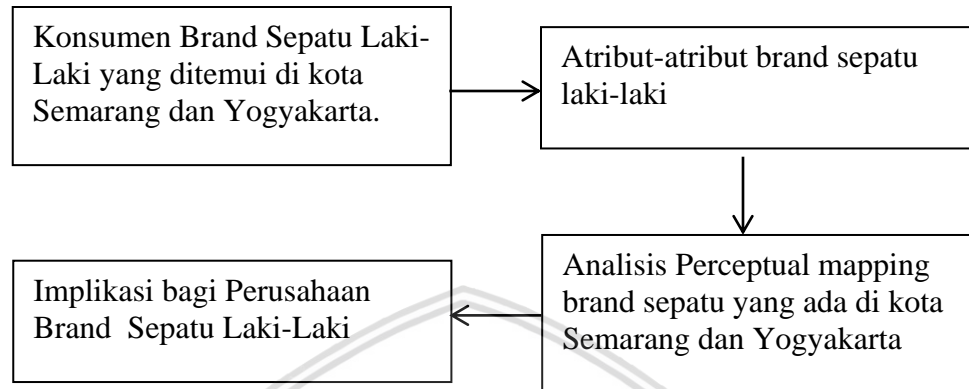 Konsumen Brand Sepatu Laki-
Laki yang ditemui di kota
Semarang dan Yogyakarta.
Atribut-atribut brand sepatu
laki-laki
Analisis Perceptual mapping
brand sepatu yang ada di kota
Semarang dan Yogyakarta
Implikasi bagi Perusahaan
Brand  Sepatu Laki-Laki